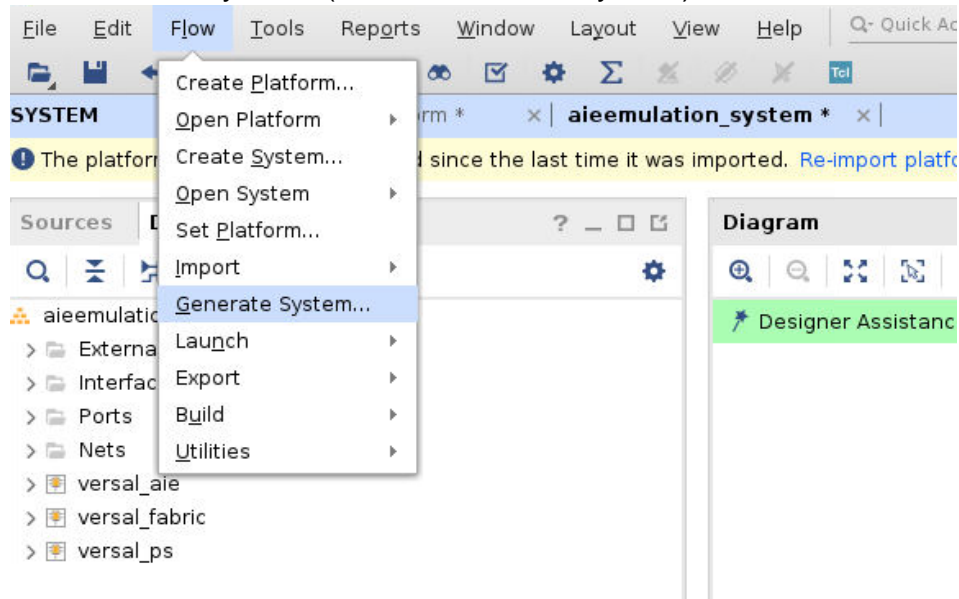 File Edit Flow Tools Reports Window Layout View Help Q- Quick Ac
Tcl
SYSTEM rm * × aieemulation_system * ×
The platfor d since the last time it was imported. Re-import platfo
Create Platform...
Open Platform
Create System...
Open System
Set Platform...
Import
Generate System...
Launch
Export
Build
Utilities
Sources D ? _
Diagram
Designer Assistanc
aieemulatio
Externa
Interfac
Ports
Nets
versal_aie
versal_fabric
versal_ps